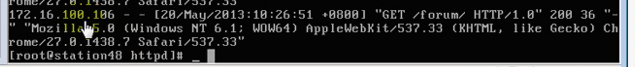 rome/27.0.1438.7 Safari/537.33"
172.16.100.106 - - [20/May/2013:10:26:51 +0800] "GET /forum/ HTTP/1.0" 200 36 "-
" "Mozilla/5.0 (Windows NT 6.1; WOW64) AppleWebKit/537.33 (KHTML, like Gecko) Ch
rome/27.0.1438.7 Safari/537.33"
[root@station48 httpd]# _